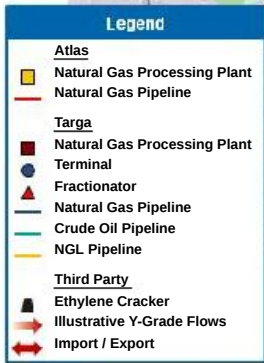 Legend
Atlas
Natural Gas Processing Plant
Natural Gas Pipeline
Targa
Natural Gas Processing Plant
Terminal
Fractionator
Natural Gas Pipeline
Crude Oil Pipeline
NGL Pipeline
Third Party
Ethylene Cracker
Illustrative Y-Grade Flows
Import / Export